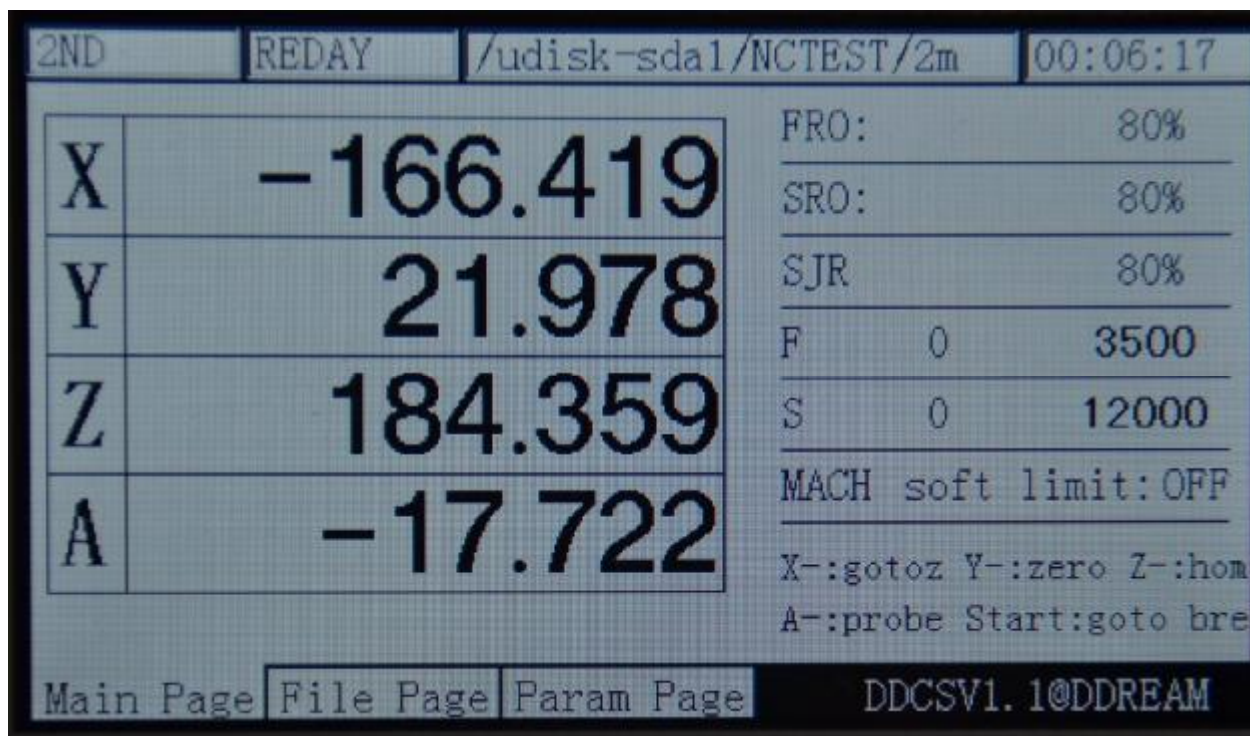 2ND REDAY /udisk-sda1/NCTEST/2m 00:06:17
X -166.419
Y 21.978
Z 184.359
A -17.722
FRO: 80%
SRO: 80%
SJR 80%
F 0 3500
S 0 12000
MACH soft limit:OFF
X-:gotoz Y-:zero Z-:hom
A-:probe Start:goto bre
Main Page File Page Param Page DDCSV1.1@DDREAM